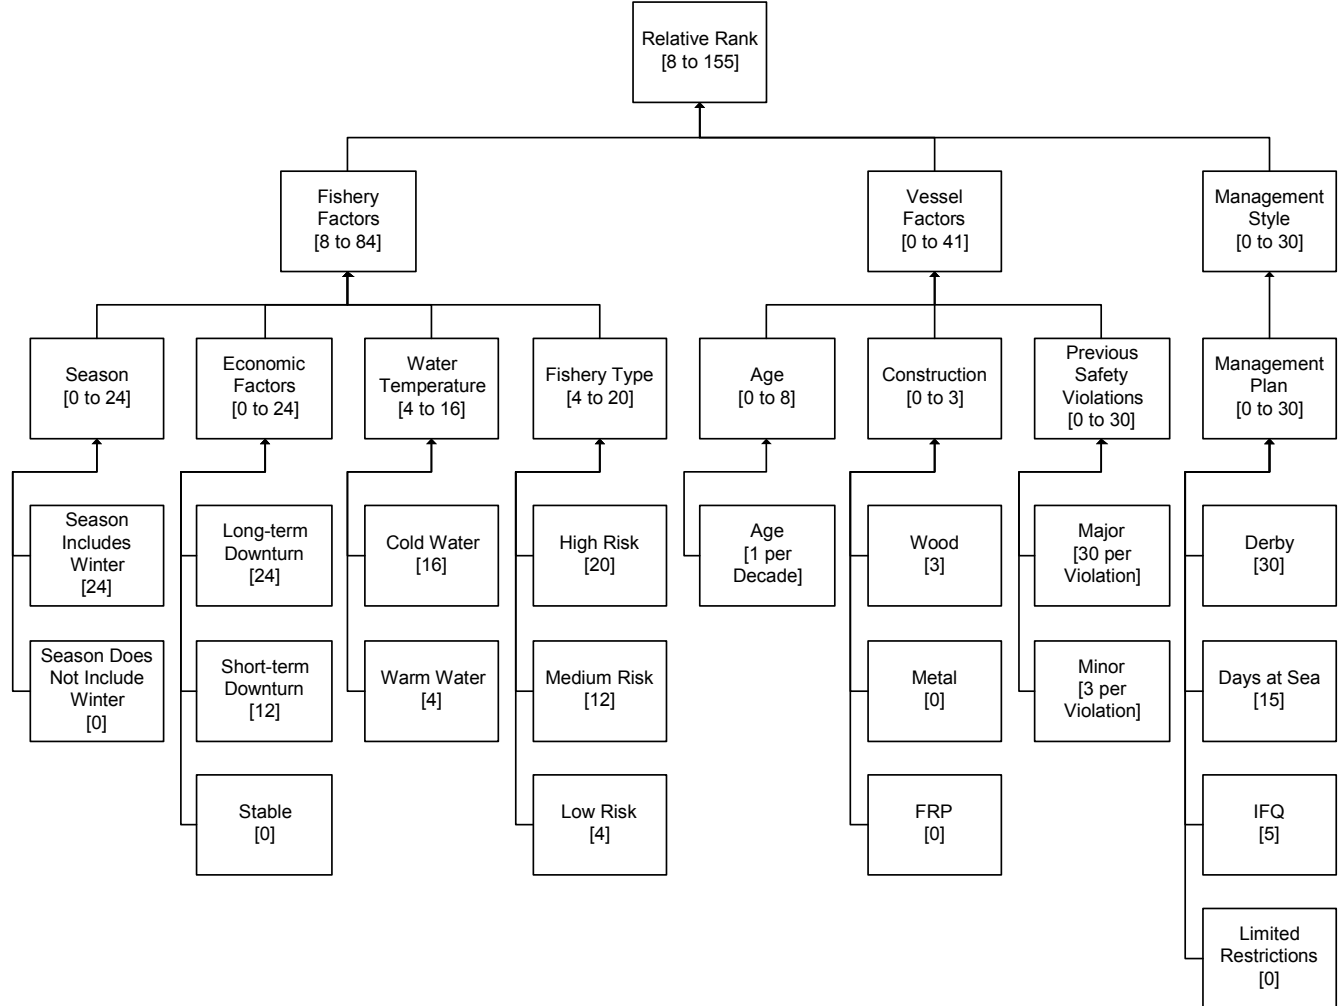 Relative Rank
[8 to 155]
Fishery
Factors
[8 to 84]
Vessel
Factors
[0 to 41]
Management
Style
[0 to 30]
Season
[0 to 24]
Economic
Factors
[0 to 24]
Water
Temperature
[4 to 16]
Fishery Type
[4 to 20]
Age
[0 to 8]
Construction
[0 to 3]
Previous
Safety
Violations
[0 to 30]
Management
Plan
[0 to 30]
Season
Includes
Winter
[24]
Long-term
Downturn
[24]
Cold Water
[16]
High Risk
[20]
Age
[1 per
Decade]
Wood
[3]
Major
[30 per
Violation]
Derby
[30]
Season Does
Not Include
Winter
[0]
Short-term
Downturn
[12]
Warm Water
[4]
Medium Risk
[12]
Metal
[0]
Minor
[3 per
Violation]
Days at Sea
[15]
Stable
[0]
Low Risk
[4]
FRP
[0]
IFQ
[5]
Limited
Restrictions
[0]